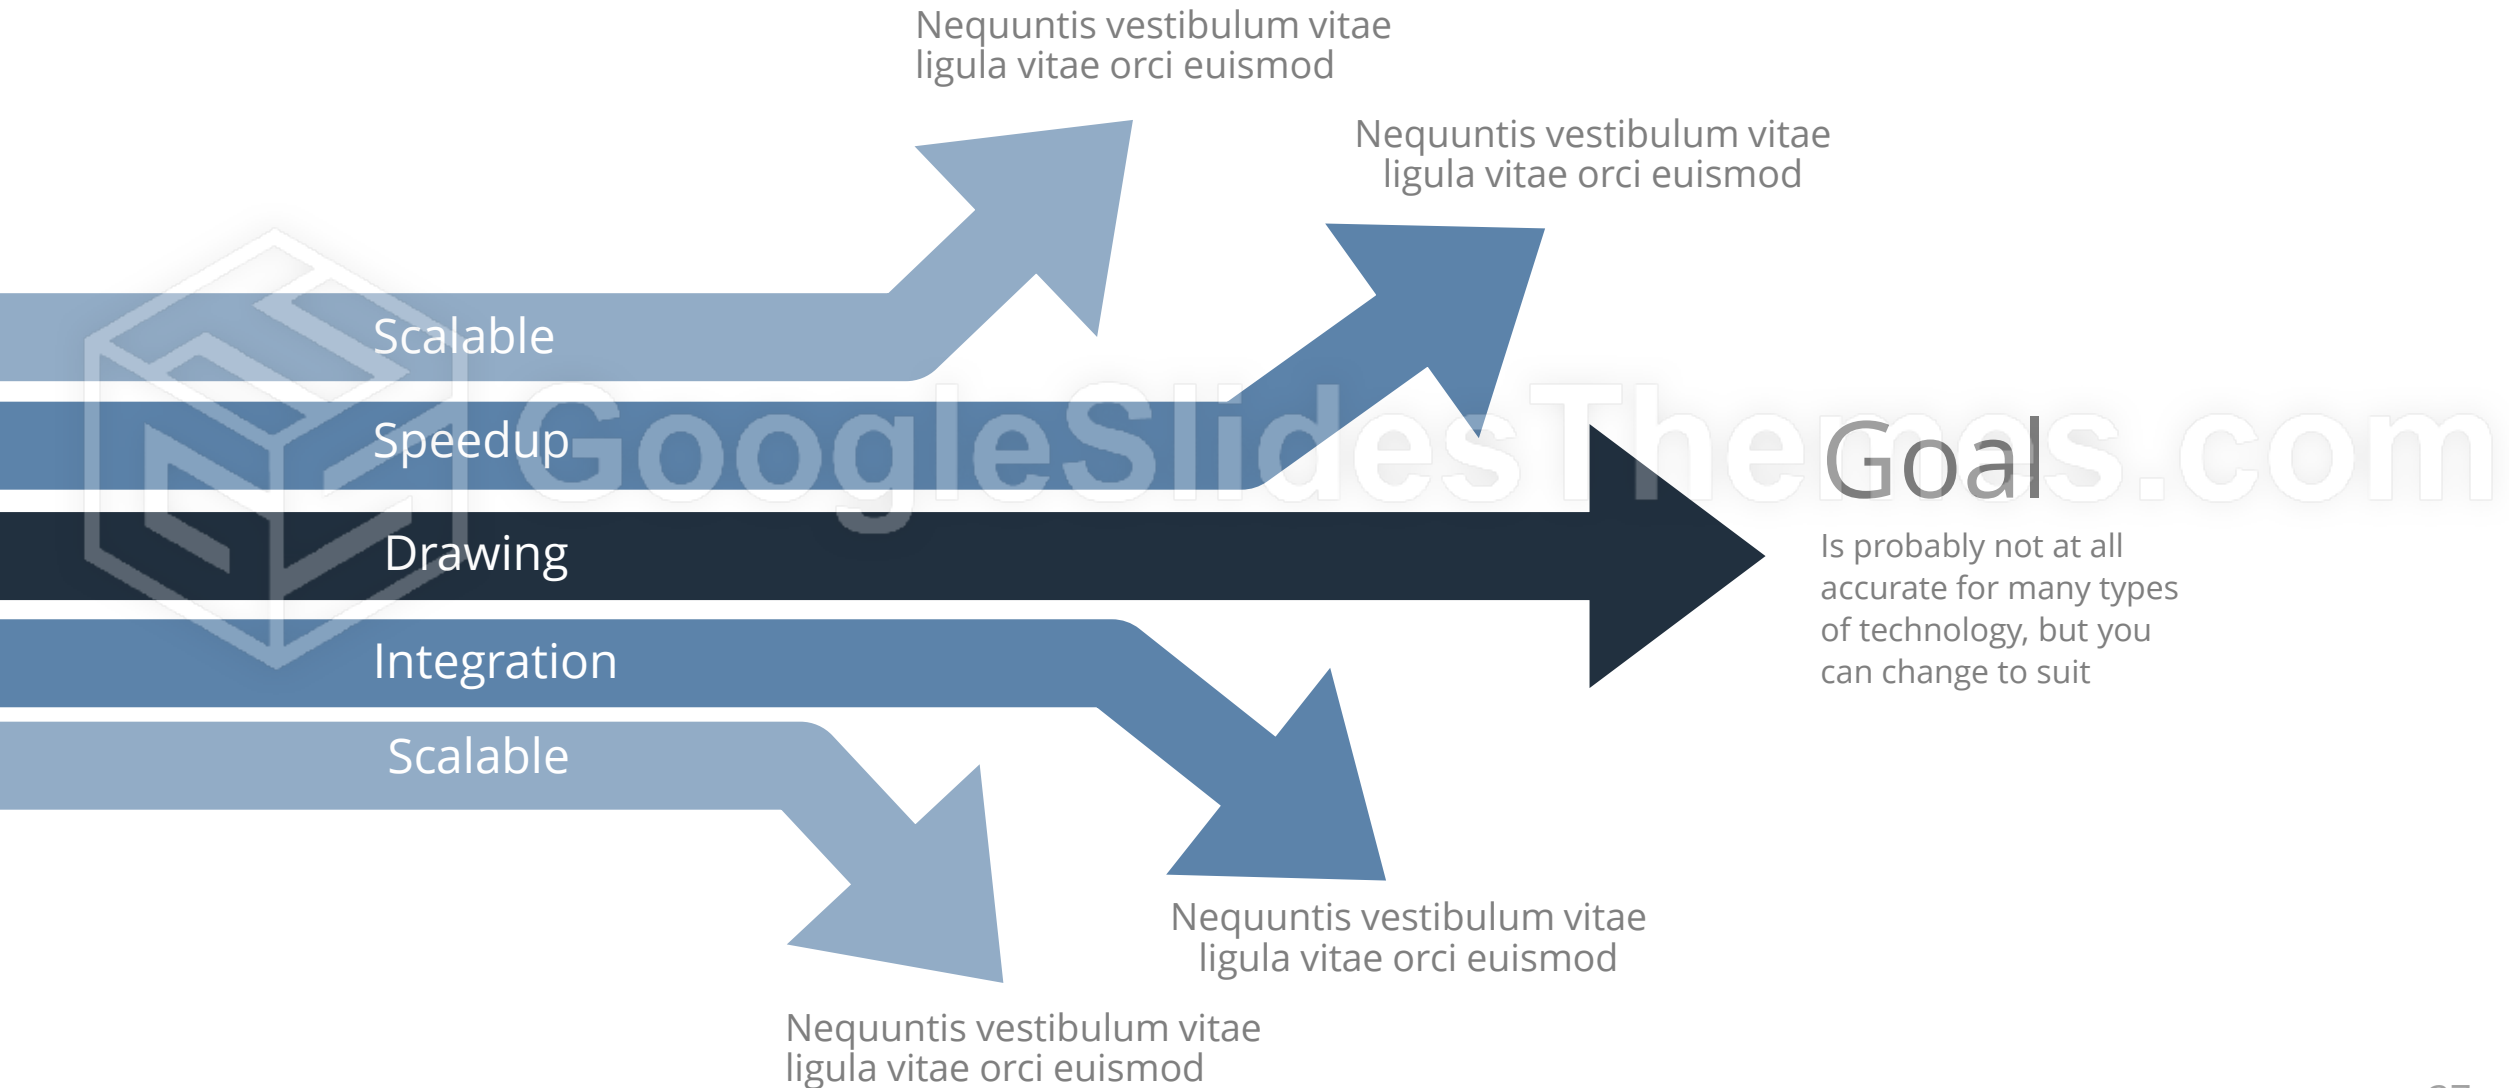 Nequuntis vestibulum vitae
ligula vitae orci euismod
Nequuntis vestibulum vitae
ligula vitae orci euismod
Scalable
Speedup
Drawing
Integration
Scalable
GoogleSlidesThemes.com
Goal
Is probably not at all
accurate for many types
of technology, but you
can change to suit
Nequuntis vestibulum vitae
ligula vitae orci euismod
Nequuntis vestibulum vitae
ligula vitae orci euismod